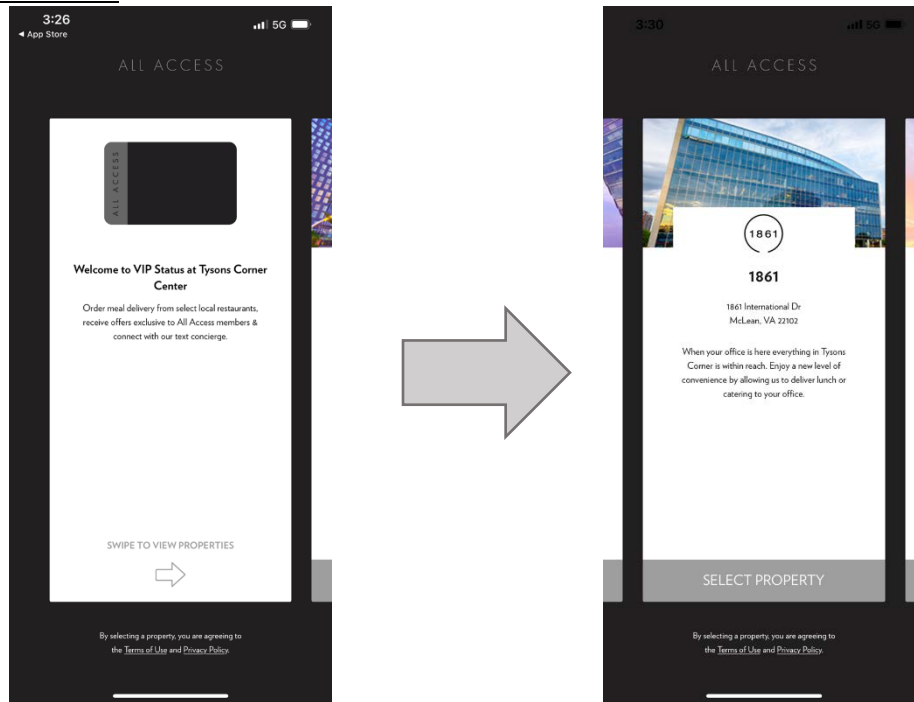 3:26
5G
◄ App Store
ALL ACCESS
ALL ACCESS
Welcome to VIP Status at Tysons Corner
Center
Order meal delivery from select local restaurants,
receive offers exclusive to All Access members &
connect with our text concierge.
SWIPE TO VIEW PROPERTIES
By selecting a property, you are agreeing to
the Terms of Use and Privacy Policy.
3:30
5G
ALL ACCESS
1861
1861
1861 International Dr
McLean, VA 22102
When your office is here everything in Tysons
Corner is within reach. Enjoy a new level of
convenience by allowing us to deliver lunch or
catering to your office.
SELECT PROPERTY
By selecting a property, you are agreeing to
the Terms of Use and Privacy Policy.